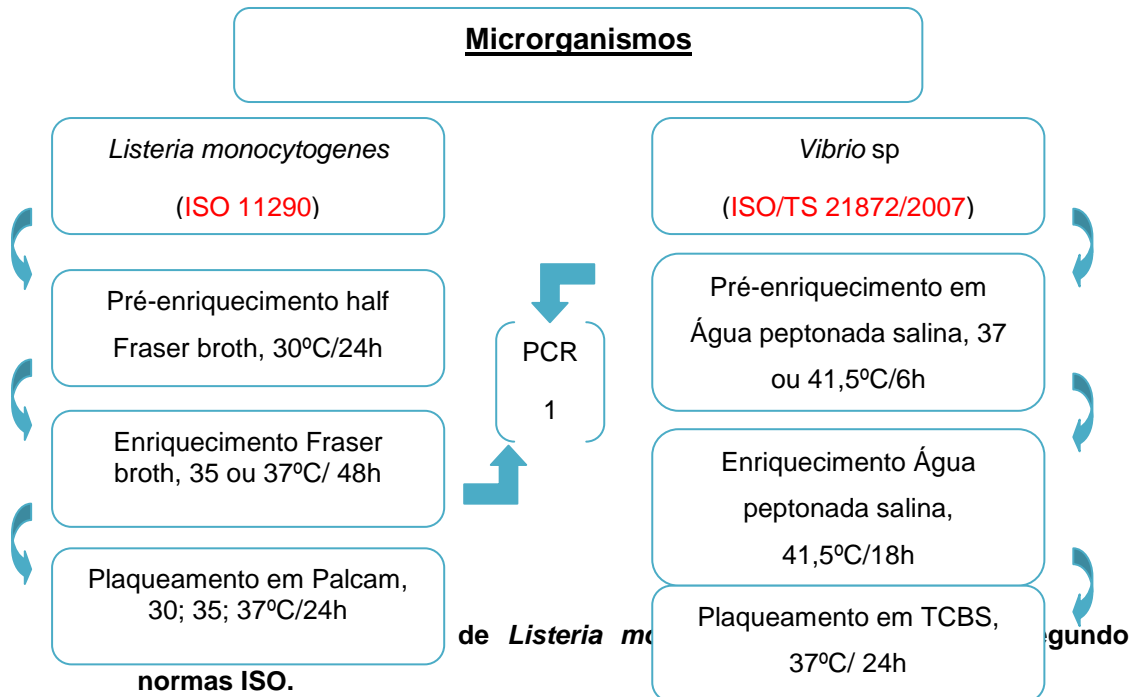 Microrganismos
Listeria monocytogenes
(ISO 11290)
Pré-enriquecimento half
Fraser broth, 30ºC/24h
Enriquecimento Fraser
broth, 35 ou 37ºC/ 48h
Plaqueamento em Palcam,
30; 35; 37ºC/24h
PCR
1
Vibrio sp
(ISO/TS 21872/2007)
Pré-enriquecimento em
Água peptonada salina, 37
ou 41,5ºC/6h
Enriquecimento Água
peptonada salina,
41,5ºC/18h
Plaqueamento em TCBS,
37ºC/ 24h
de Listeria
normas ISO.